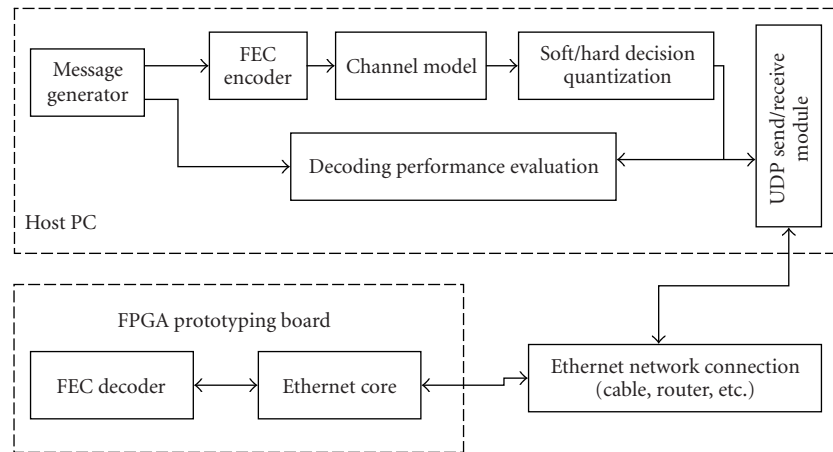 Message
generator
FEC
encoder
Channel model
Soft/hard decision
quantization
UDP send/receive
module
Decoding performance evaluation
Host PC
FPGA prototyping board
FEC decoder
Ethernet core
Ethernet network connection
(cable, router, etc.)